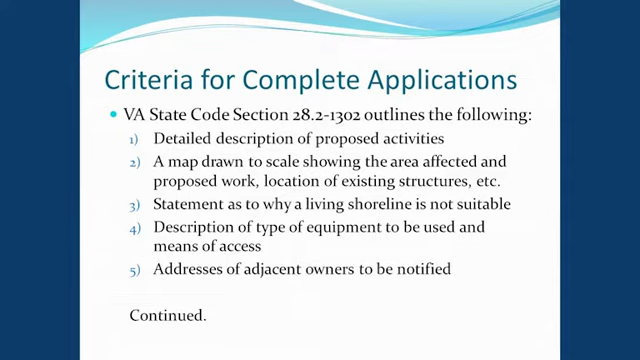 Criteria for Complete Applications
• VA State Code Section 28.2-1302 outlines the following:
1) Detailed description of proposed activities
2) A map drawn to scale showing the area affected and
proposed work, location of existing structures, etc.
3) Statement as to why a living shoreline is not suitable
4) Description of type of equipment to be used and
means of access
5) Addresses of adjacent owners to be notified
Continued.